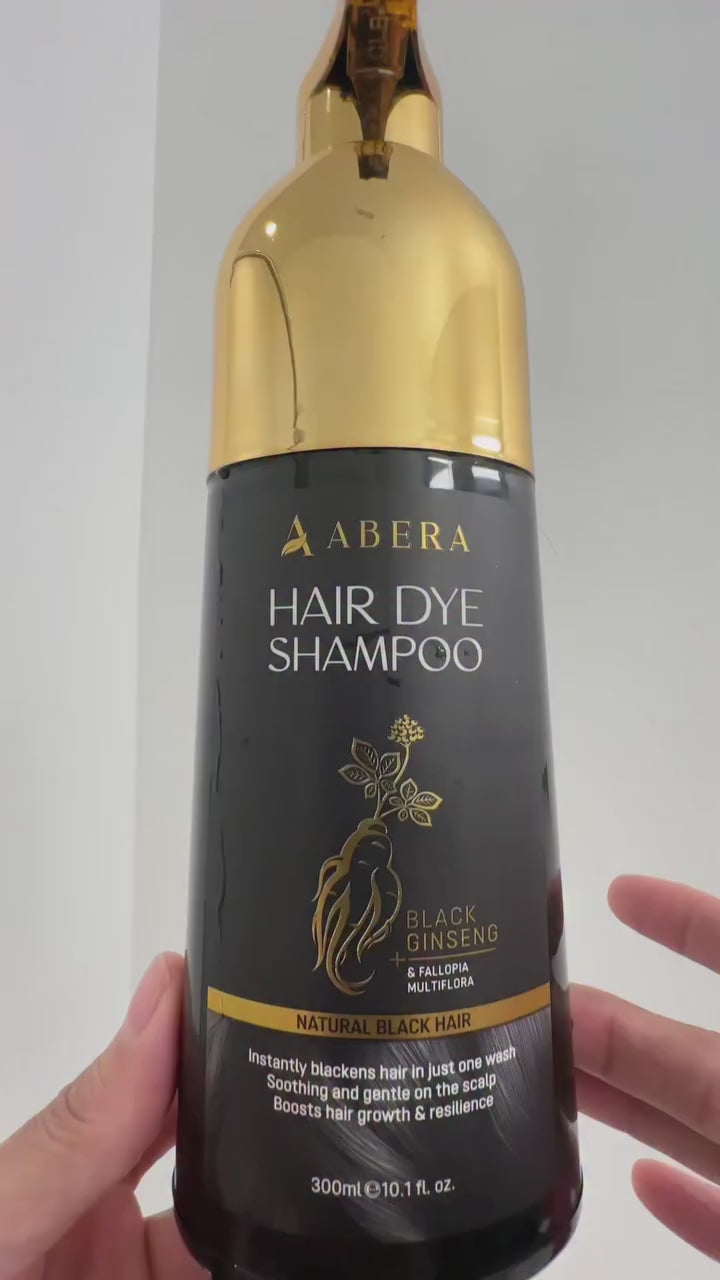 ABERA
HAIR DYE
SHAMPOO
BLACK
GINSENG
+
& FALLOPIA
MULTIFLORA
NATURAL BLACK HAIR
Instantly blackens hair in just one wash
Soothing and gentle on the scalp
Boosts hair growth & resilience
300ml ℮ 10.1 fl. oz.